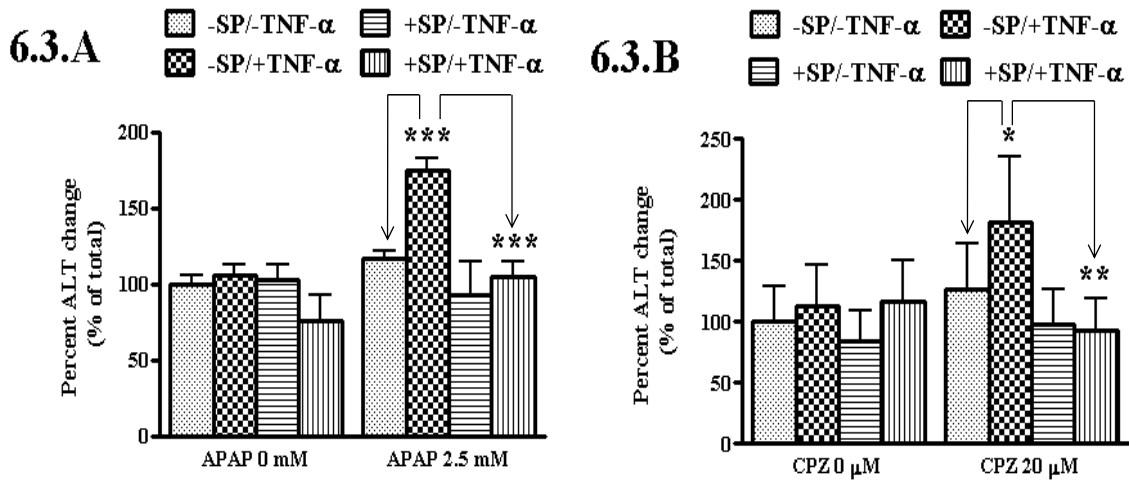 6.3.A
-SP/-TNF-α
+SP/-TNF-α
-SP/+TNF-α
+SP/+TNF-α
Percent ALT change
(% of total)
200
150
100
50
0
***
***
APAP 0 mM
APAP 2.5 mM
6.3.B
-SP/-TNF-α
-SP/+TNF-α
+SP/-TNF-α
+SP/+TNF-α
Percent ALT change
(% of total)
250
200
150
100
50
0
*
**
CPZ 0 µM
CPZ 20 µM